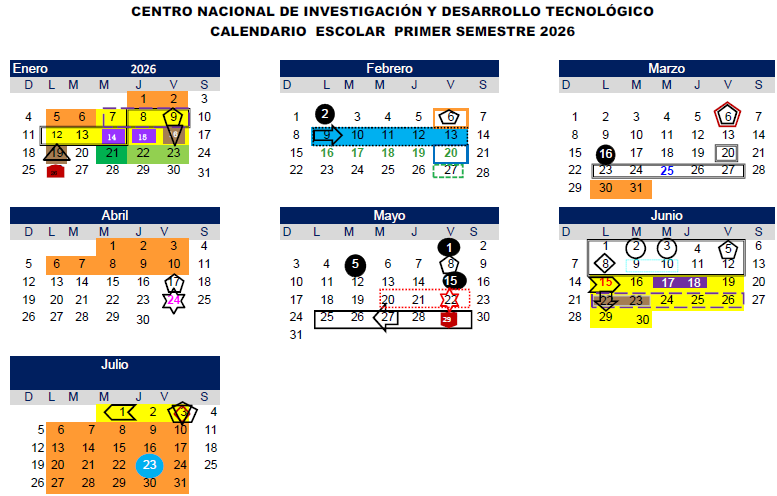 CENTRO NACIONAL DE INVESTIGACIÓN Y DESARROLLO TECNOLÓGICO
CALENDARIO ESCOLAR PRIMER SEMESTRE 2026
Enero 2026
D L M M J V S
1 2 3
4 5 6 7 8 9 10
11 12 13 14 15 16 17
18 19 20 21 22 23 24
25 26 27 28 29 30 31
Febrero
D L M M J V S
1 2 3 4 5 6 7
8 9 10 11 12 13 14
15 16 17 18 19 20 21
22 23 24 25 26 27 28
Marzo
D L M M J V S
1 2 3 4 5 6 7
8 9 10 11 12 13 14
15 16 17 18 19 20 21
22 23 24 25 26 27 28
29 30 31
Abril
D L M M J V S
1 2 3 4
5 6 7 8 9 10 11
12 13 14 15 16 17 18
19 20 21 22 23 24 25
26 27 28 29 30
Mayo
D L M M J V S
1 2
3 4 5 6 7 8 9
10 11 12 13 14 15 16
17 18 19 20 21 22 23
24 25 26 27 28 29 30
31
Junio
D L M M J V S
1 2 3 4 5 6
7 8 9 10 11 12 13
14 15 16 17 18 19 20
21 22 23 24 25 26 27
28 29 30
Julio
D L M M J V S
1 2 3 4
5 6 7 8 9 10 11
12 13 14 15 16 17 18
19 20 21 22 23 24 25
26 27 28 29 30 31